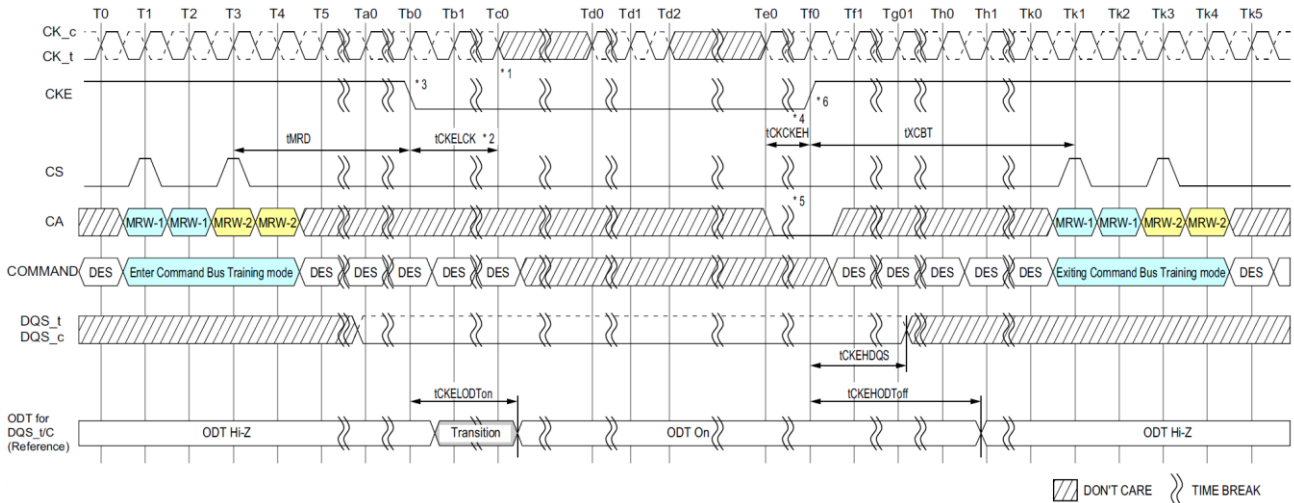 T0 T1 T2 T3 T4 T5 Ta0 Tb0 Tb1 Tc0 Td0 Td1 Td2 Te0 Tf0 Tf1 Tg01 Th0 Th1 Tk0 Tk1 Tk2 Tk3 Tk4 Tk5
CK_c
CK_t
* 1
CKE
* 3
* 6
* 4
tMRD
tCKELCK * 2
tCKCKEH
tXCBT
CS
* 5
CA
MRW-1 MRW-1 MRW-2 MRW-2 MRW-1 MRW-1 MRW-2 MRW-2
COMMAND
DES Enter Command Bus Training mode DES DES DES DES DES DES DES DES DES DES Exiting Command Bus Training mode DES
DQS_t
DQS_c
tCKEHDQS
tCKELODTon
tCKEHODToff
ODT for
DQS_t/C
(Reference)
ODT Hi-Z Transition ODT On ODT Hi-Z
DON'T CARE TIME BREAK